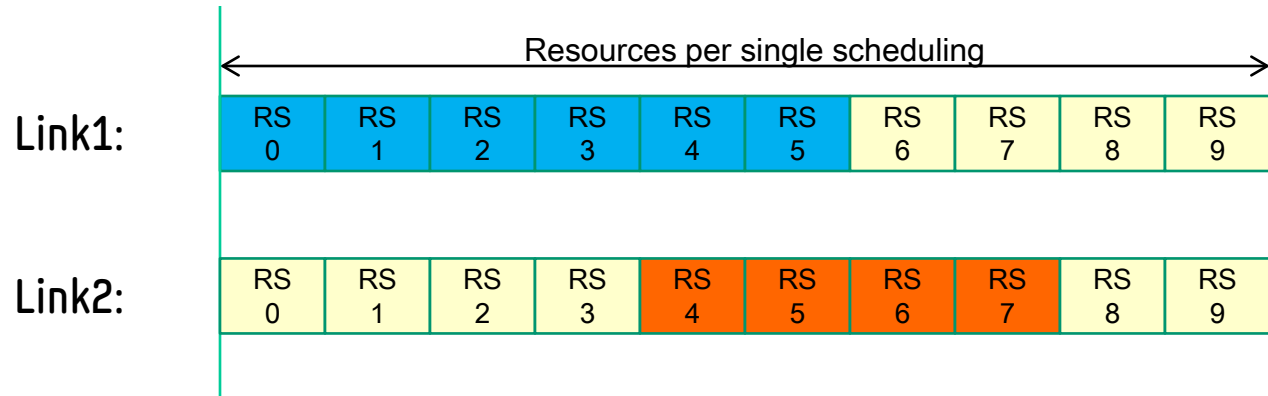 Resources per single scheduling
Link1:
RS RS RS RS RS RS RS RS RS RS
0 1 2 3 4 5 6 7 8 9
Link2:
RS RS RS RS RS RS RS RS RS RS
0 1 2 3 4 5 6 7 8 9